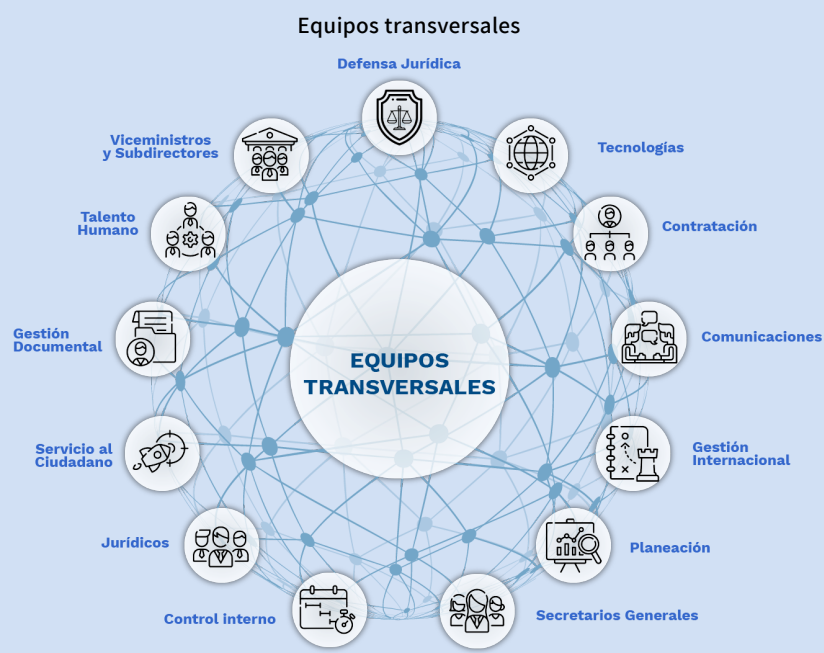 Equipos transversales
Defensa Jurídica
Viceministros
y Subdirectores
Tecnologías
Talento
Humano
Contratación
Gestión
Documental
Comunicaciones
EQUIPOS
TRANSVERSALES
Servicio al
Ciudadano
Gestión
Internacional
Jurídicos
Planeación
Control interno
Secretarios Generales